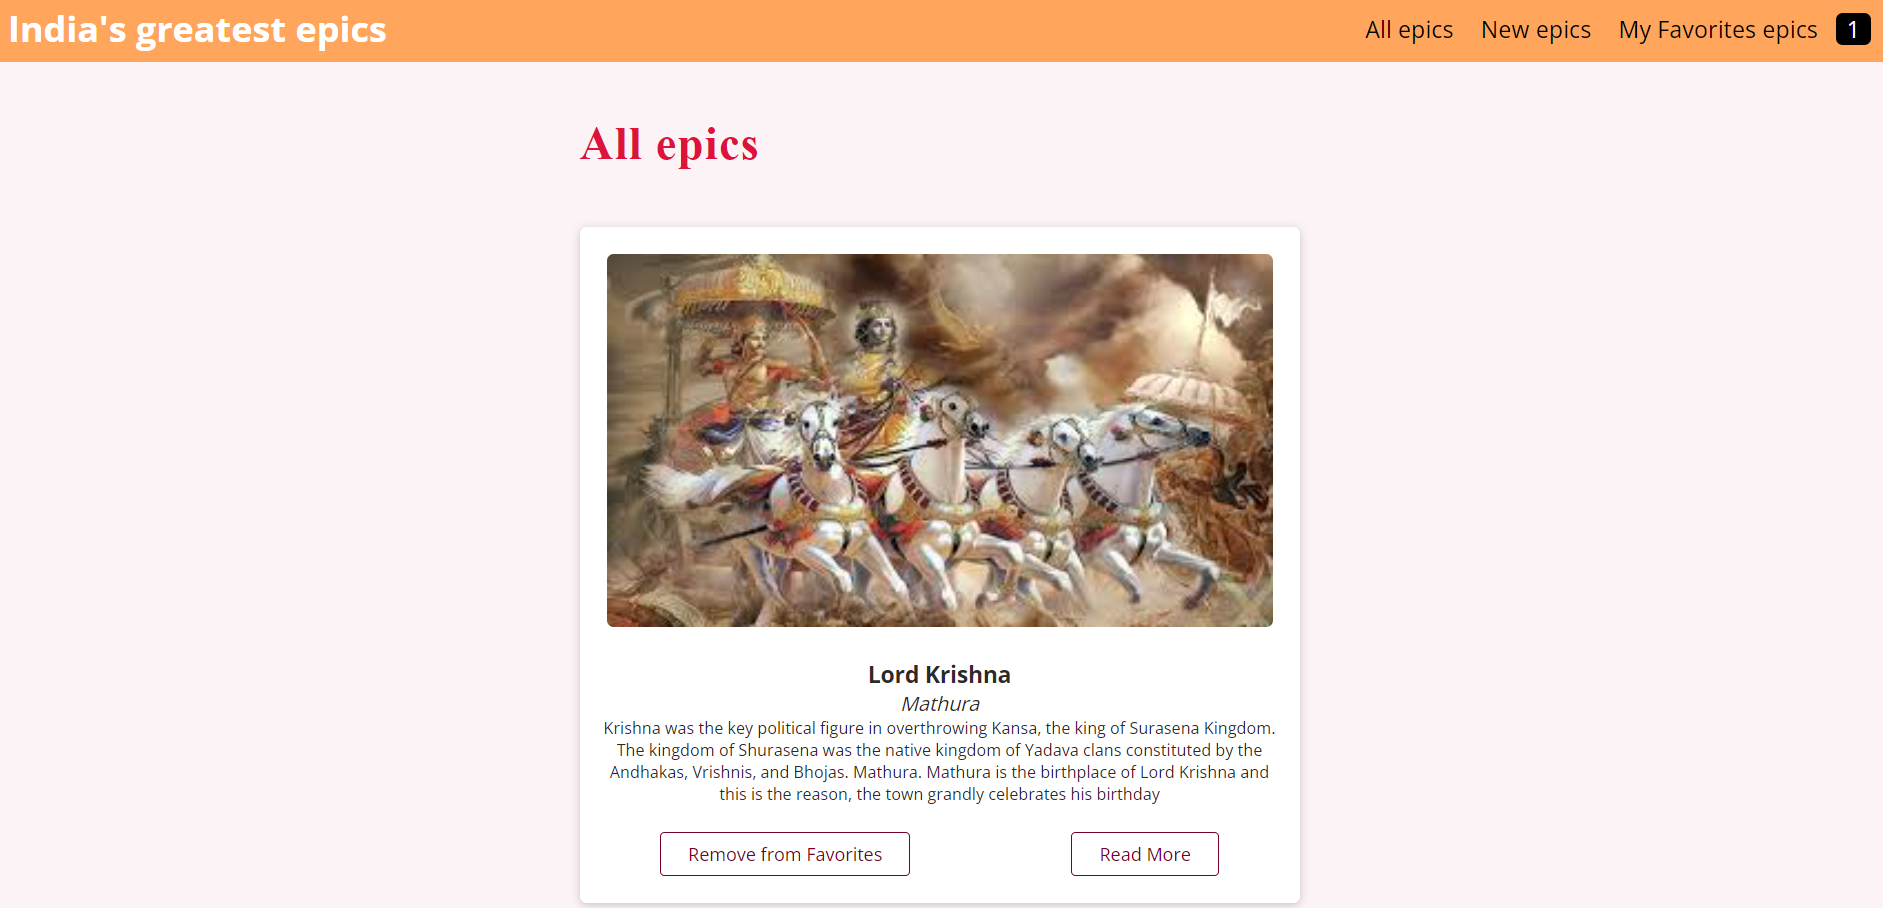 India's greatest epics
All epics
New epics
My Favorites epics
1
All epics
Lord Krishna
Mathura
Krishna was the key political figure in overthrowing Kansa, the king of Surasena Kingdom.
The kingdom of Shurasena was the native kingdom of Yadava clans constituted by the
Andhakas, Vrishnis, and Bhojas. Mathura. Mathura is the birthplace of Lord Krishna and
this is the reason, the town grandly celebrates his birthday
Remove from Favorites
Read More